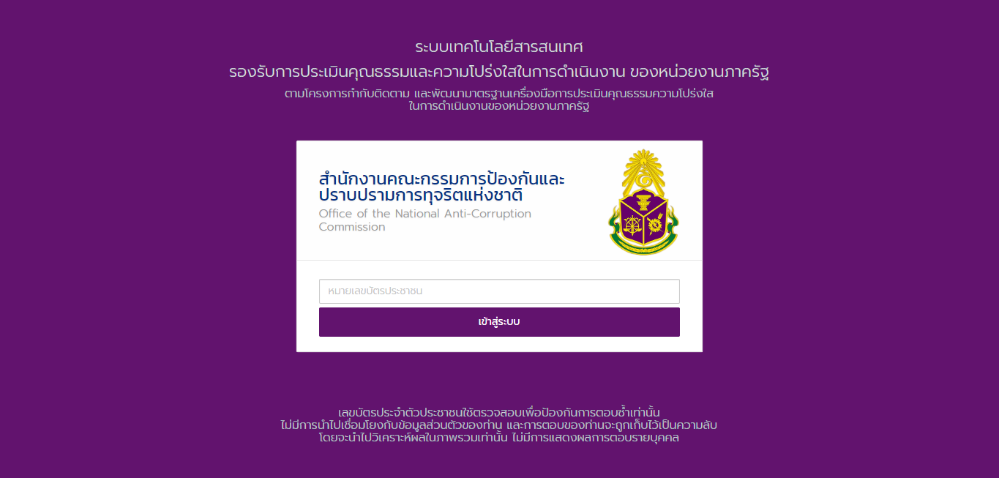 ระบบเทคโนโลยีสารสนเทศ
รองรับการประเมินคุณธรรมและความโปร่งใสในการดำเนินงาน ของหน่วยงานภาครัฐ
ตามโครงการกำกับติดตาม และพัฒนามาตรฐานเครื่องมือการประเมินคุณธรรมความโปร่งใส
ในการดำเนินงานของหน่วยงานภาครัฐ
สำนักงานคณะกรรมการป้องกันและ
ปราบปรามการทุจริตแห่งชาติ
Office of the National Anti-Corruption
Commission
หมายเลขบัตรประชาชน
เข้าสู่ระบบ
เลขบัตรประจำตัวประชาชนใช้ตรวจสอบเพื่อป้องกันการตอบซ้ำเท่านั้น
ไม่มีการนำไปเชื่อมโยงกับข้อมูลส่วนตัวของท่าน และการตอบของท่านจะถูกเก็บไว้เป็นความลับ
โดยจะนำไปวิเคราะห์ผลในภาพรวมเท่านั้น ไม่มีการแสดงผลการตอบรายบุคคล